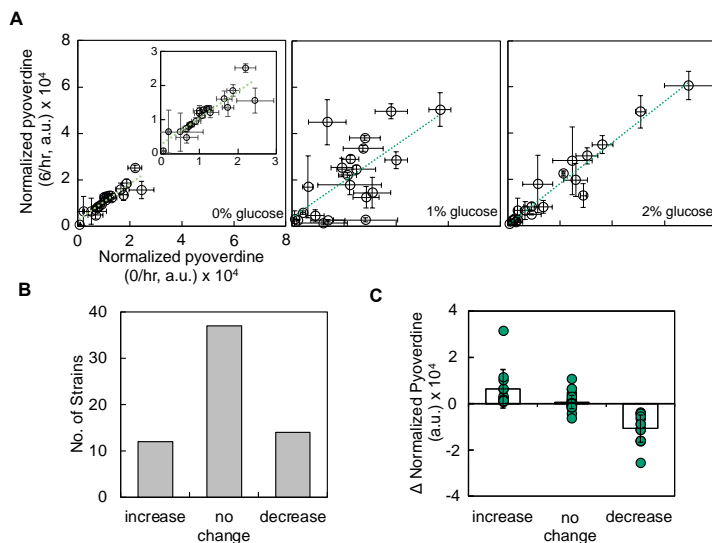 A
Normalized pyoverdine
(6/hr, a.u.) x 10⁴
8
6
4
2
0
3
2
1
0
0 1 2 3
0% glucose
1% glucose
2% glucose
0 2 4 6 8
Normalized pyoverdine
(0/hr, a.u.) x 10⁴
B
No. of Strains
40
30
20
10
0
increase no change decrease
C
Δ Normalized Pyoverdine
(a.u.) x 10⁴
4
2
0
-2
-4
increase no change decrease